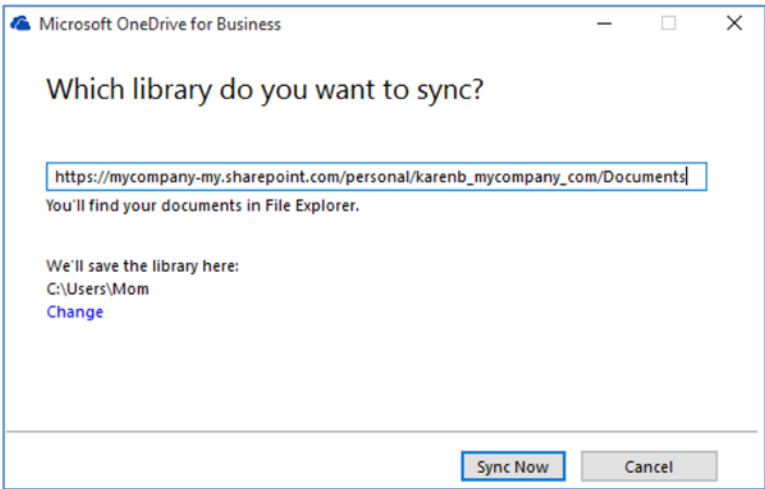 Microsoft OneDrive for Business
Which library do you want to sync?
https://mycompany-my.sharepoint.com/personal/karenb_mycompany_com/Documents
You'll find your documents in File Explorer.
We'll save the library here:
C:\Users\Mom
Change
Sync Now Cancel